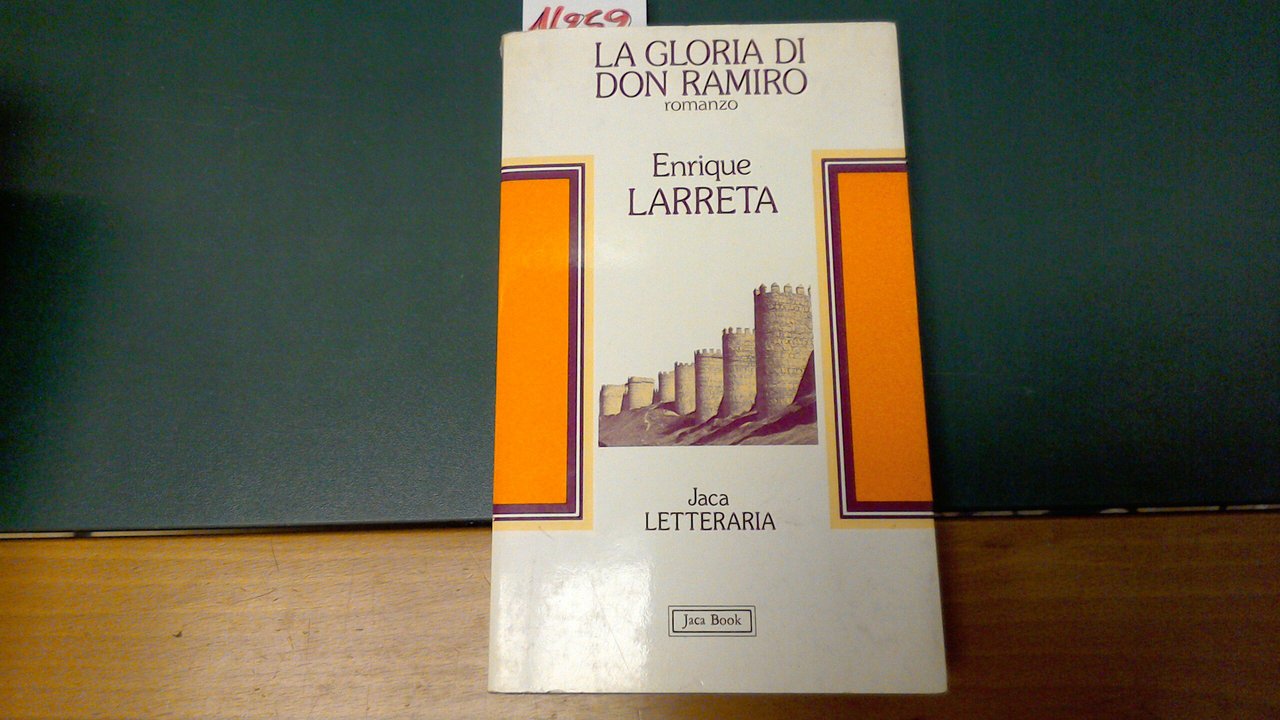 LA GLORIA DI
DON RAMIRO
romanzo
Enrique
LARRETA
Jaca
LETTERARIA
Jaca Book